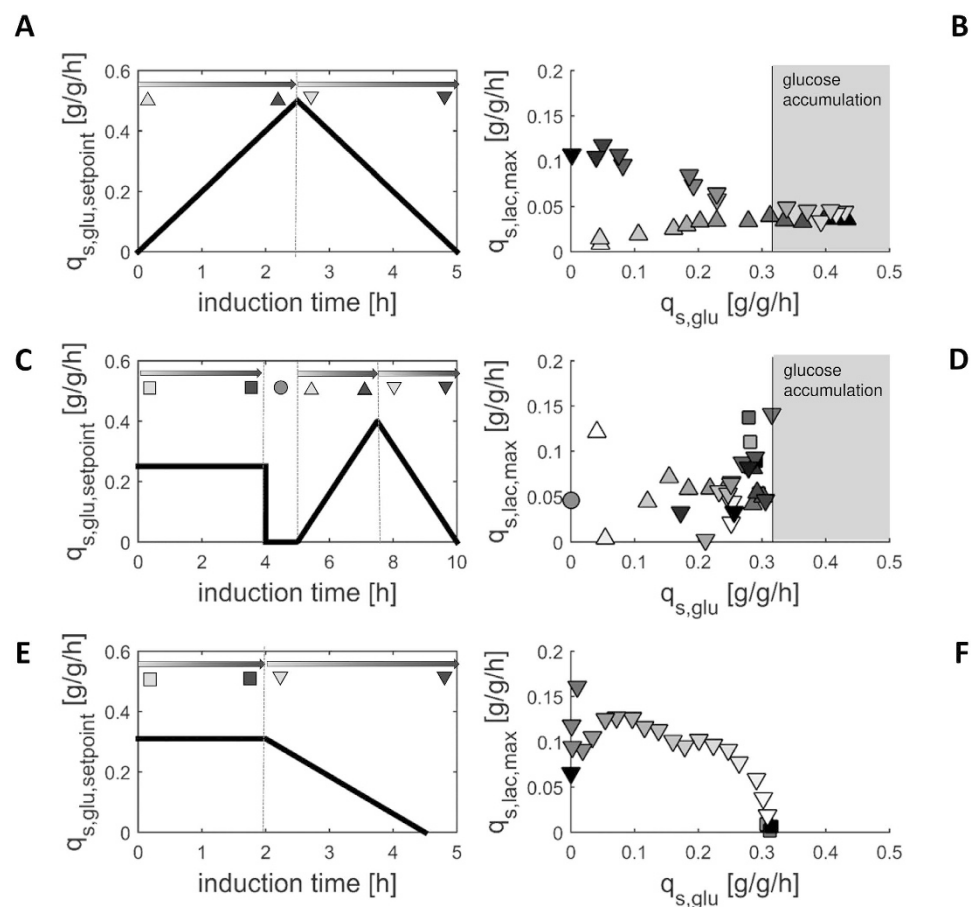 A
B
q_s,glu,setpoint [g/g/h]
0.6
0.4
0.2
0
0 1 2 3 4 5
induction time [h]
q_s,lac,max [g/g/h]
0.2
0.15
0.1
0.05
0
glucose
accumulation
0 0.1 0.2 0.3 0.4 0.5
q_s,glu [g/g/h]
C
D
q_s,glu,setpoint [g/g/h]
0.6
0.4
0.2
0
0 2 4 6 8 10
induction time [h]
q_s,lac,max [g/g/h]
0.2
0.15
0.1
0.05
0
glucose
accumulation
0 0.1 0.2 0.3 0.4 0.5
q_s,glu [g/g/h]
E
F
q_s,glu,setpoint [g/g/h]
0.6
0.4
0.2
0
0 1 2 3 4 5
induction time [h]
q_s,lac,max [g/g/h]
0.2
0.15
0.1
0.05
0
0 0.1 0.2 0.3 0.4 0.5
q_s,glu [g/g/h]